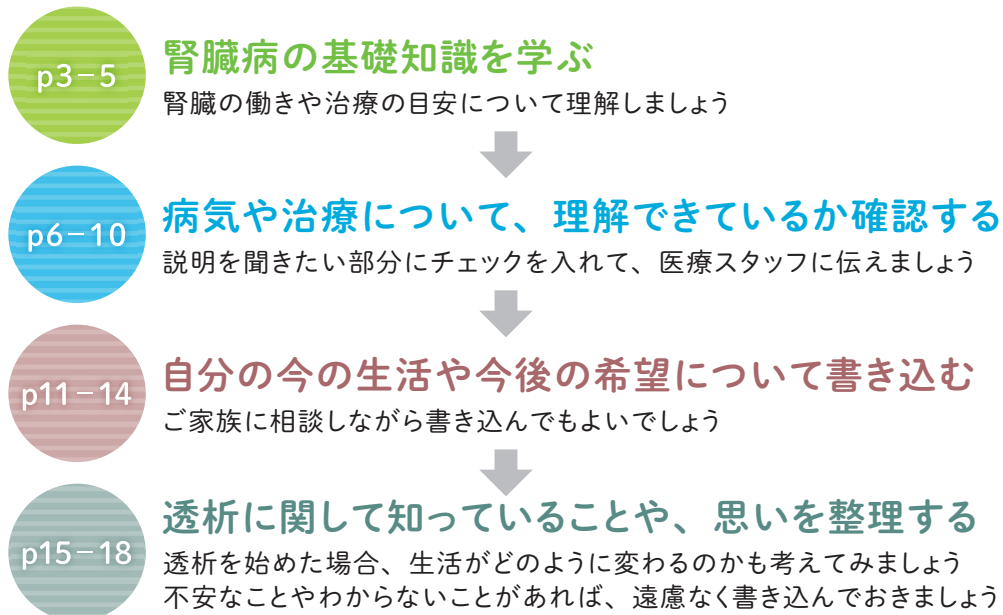 p3-5
腎臓病の基礎知識を学ぶ
腎臓の働きや治療の目安について理解しましょう
p6-10
病気や治療について、理解できているか確認する
説明を聞きたい部分にチェックを入れて、医療スタッフに伝えましょう
p11-14
自分の今の生活や今後の希望について書き込む
ご家族に相談しながら書き込んでもよいでしょう
p15-18
透析に関して知っていることや、思いを整理する
透析を始めた場合、生活がどのように変わるのかも考えてみましょう
不安なことやわからないことがあれば、遠慮なく書き込んでおきましょう